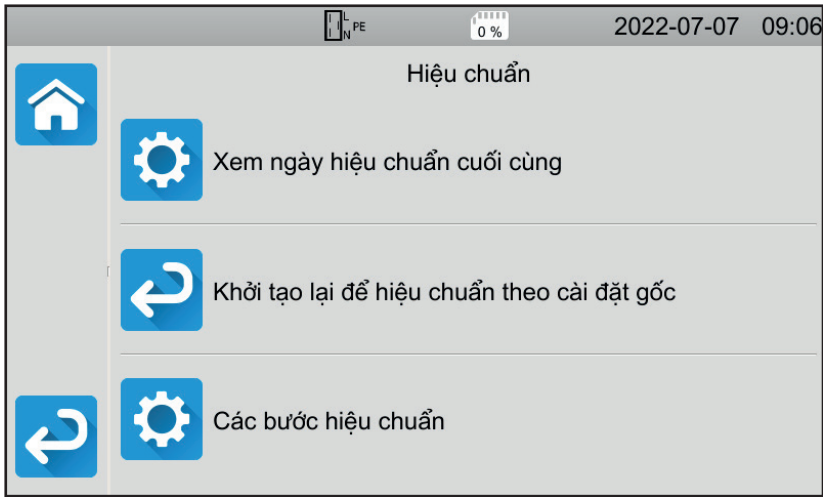 L
N PE
0 %
2022-07-07 09:06
Hiệu chuẩn
Xem ngày hiệu chuẩn cuối cùng
Khởi tạo lại để hiệu chuẩn theo cài đặt gốc
Các bước hiệu chuẩn